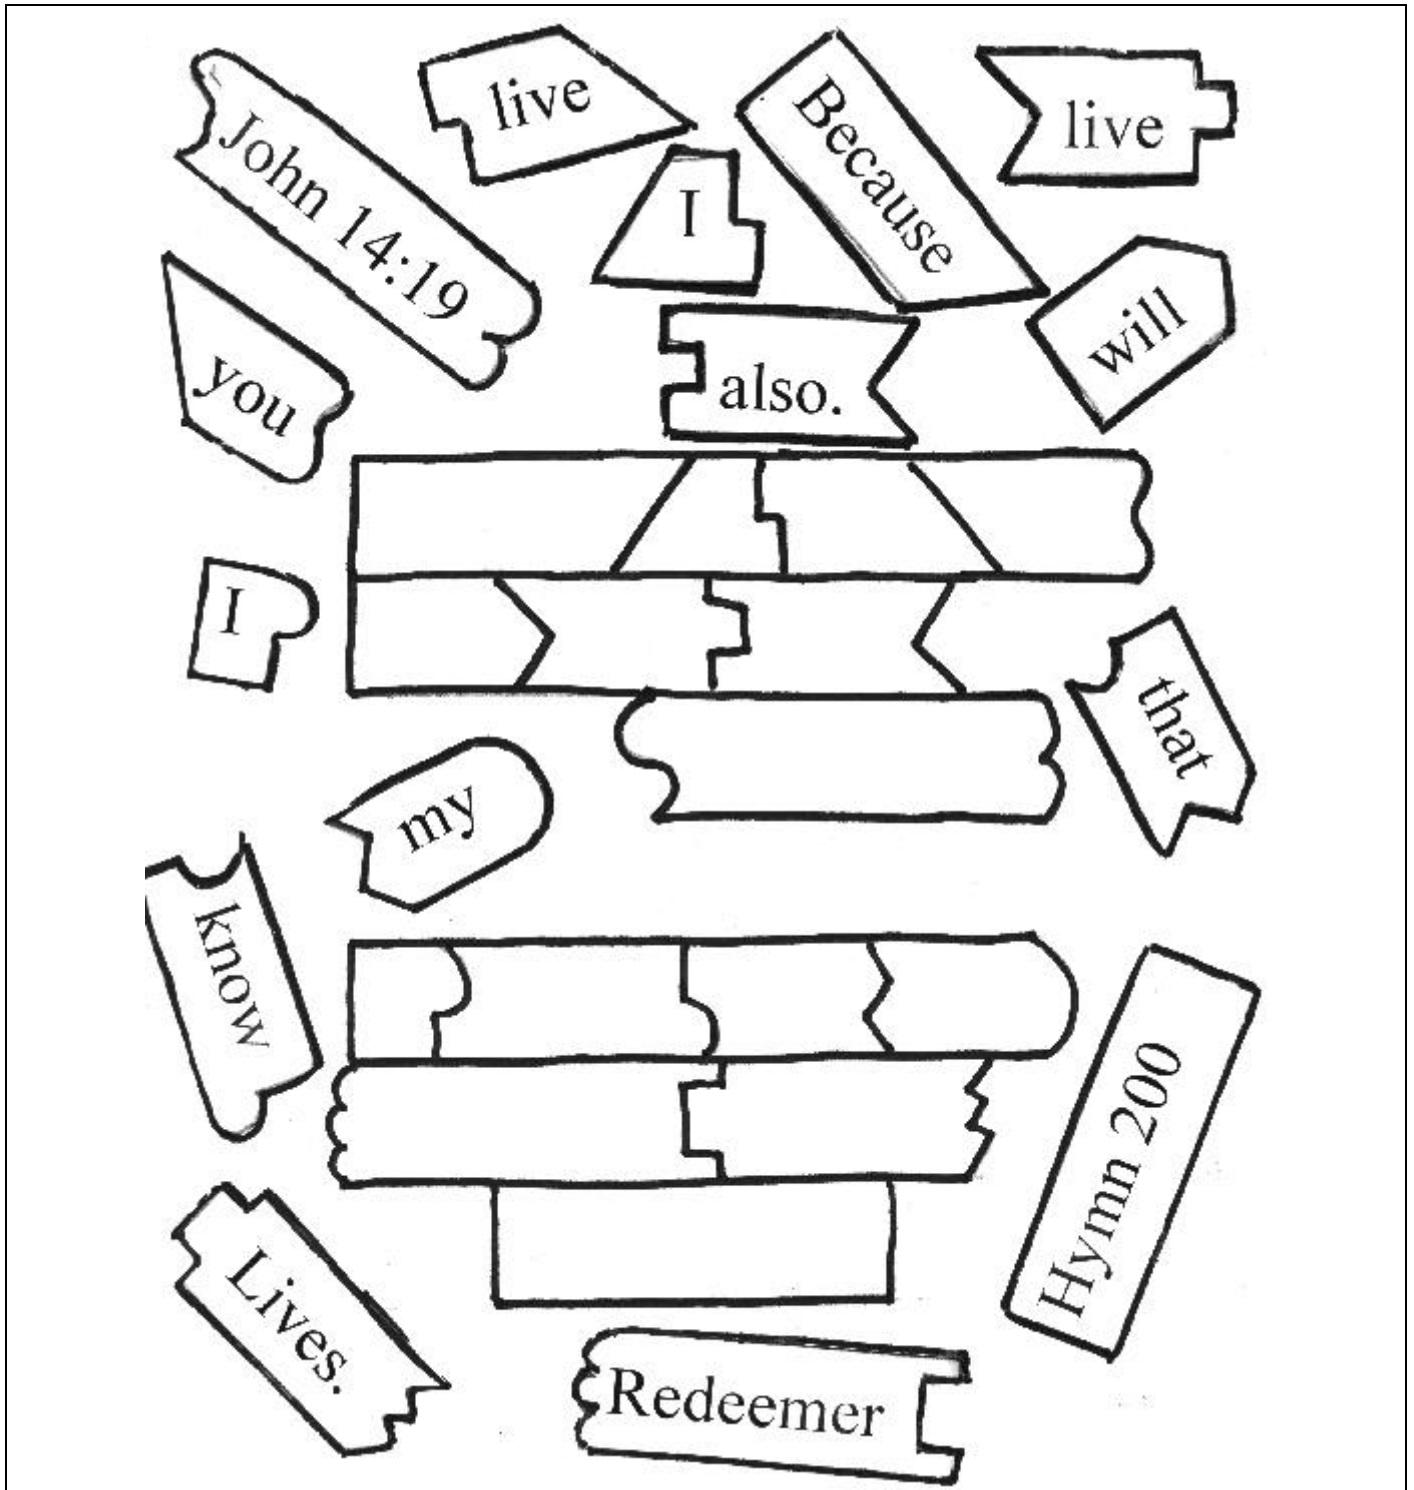 live
Because
live
John 14:19
I
will
you
also.
I
that
my
know
Hymn 200
Lives.
Redeemer